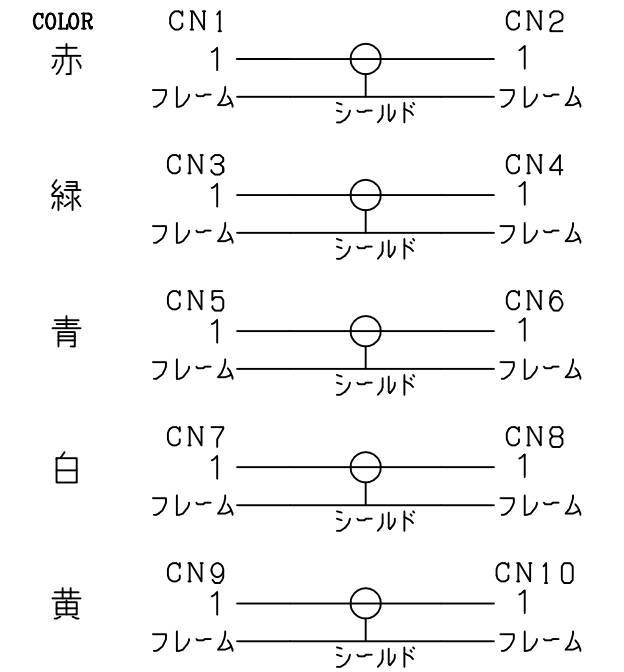 COLOR CN1 CN2
赤 1 1
フレーム フレーム
シールド
CN3 CN4
緑 1 1
フレーム フレーム
シールド
CN5 CN6
青 1 1
フレーム フレーム
シールド
CN7 CN8
白 1 1
フレーム フレーム
シールド
CN9 CN10
黄 1 1
フレーム フレーム
シールド